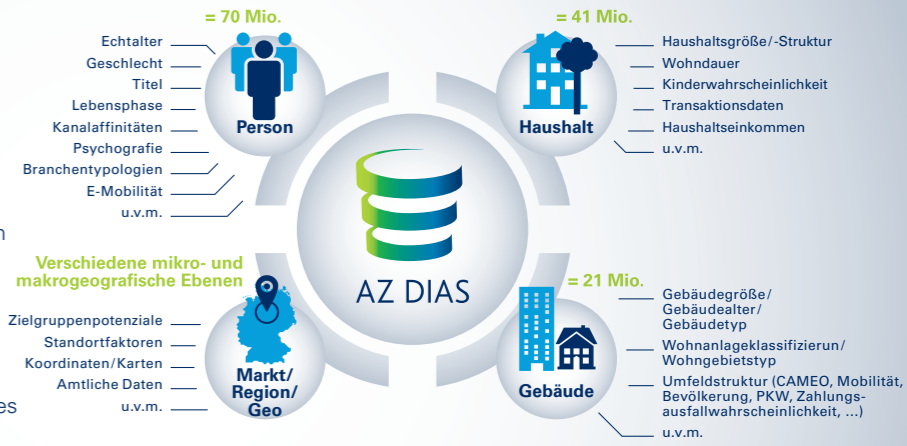 = 70 Mio.
Echtalter
Geschlecht
Titel
Lebensphase
Kanalaffinitäten
Psychografie
Branchentypologien
E-Mobilität
u.v.m.
Person
= 41 Mio.
Haushaltsgröße/-Struktur
Wohndauer
Kinderwahrscheinlichkeit
Transaktionsdaten
Haushaltseinkommen
u.v.m.
Haushalt
AZ DIAS
n
Verschiedene mikro- und
makrogeografische Ebenen
Zielgruppenpotenziale
Standortfaktoren
Koordinaten/Karten
Amtliche Daten
u.v.m.
es
Markt/
Region/
Geo
= 21 Mio.
Gebäudegröße/
Gebäudealter/
Gebäudetyp
Wohnanlageklassifizierun/
Wohngebietstyp
Umfeldstruktur (CAMEO, Mobilität,
Bevölkerung, PKW, Zahlungs-
ausfallwahrscheinlichkeit, ...)
u.v.m.
Gebäude